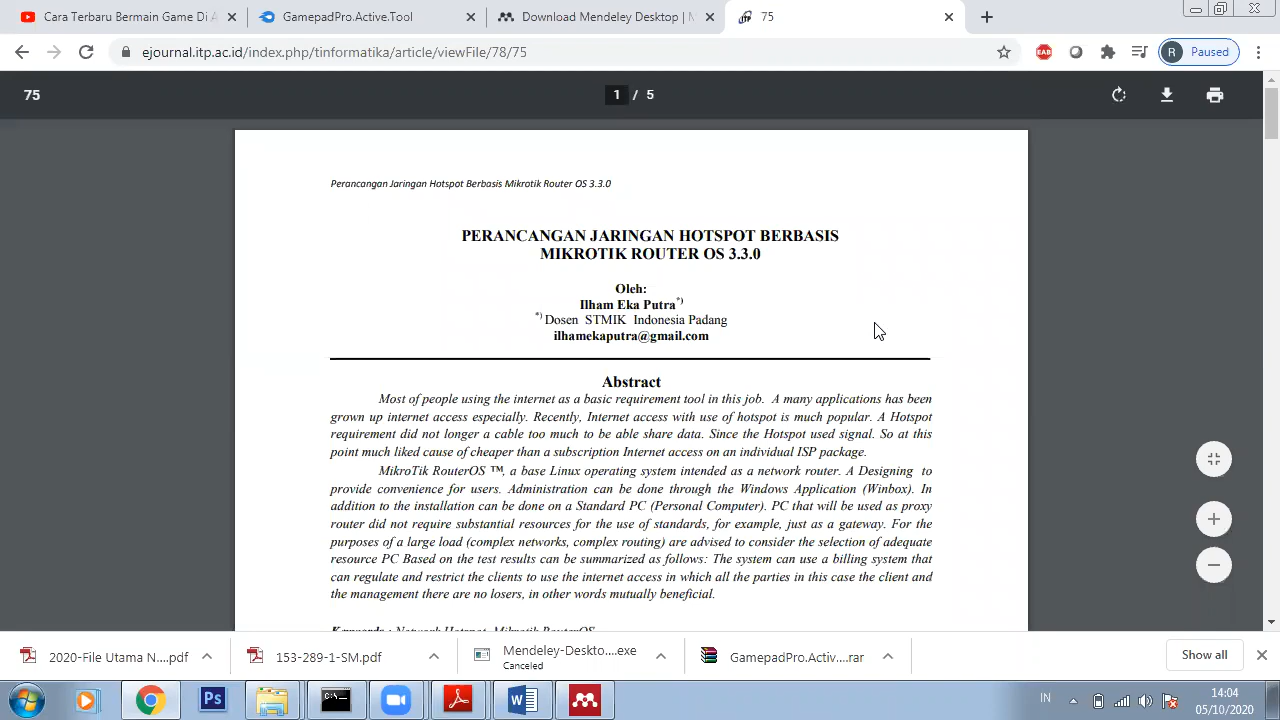 Cara Terbaru Bermain Game Di A
GamepadPro.Active.Tool
Download Mendeley Desktop | M
75
ejournal.itp.ac.id/index.php/tinformatika/article/viewFile/78/75
EAB
R Paused
75
1 / 5
Perancangan Jaringan Hotspot Berbasis Mikrotik Router OS 3.3.0
PERANCANGAN JARINGAN HOTSPOT BERBASIS
MIKROTIK ROUTER OS 3.3.0
Oleh:
Ilham Eka Putra*)
*) Dosen STMIK Indonesia Padang
ilhamekaputra@gmail.com
Abstract
Most of people using the internet as a basic requirement tool in this job. A many applications has been
grown up internet access especially. Recently, Internet access with use of hotspot is much popular. A Hotspot
requirement did not longer a cable too much to be able share data. Since the Hotspot used signal. So at this
point much liked cause of cheaper than a subscription Internet access on an individual ISP package.
MikroTik RouterOS ™, a base Linux operating system intended as a network router. A Designing to
provide convenience for users. Administration can be done through the Windows Application (Winbox). In
addition to the installation can be done on a Standard PC (Personal Computer). PC that will be used as proxy
router did not require substantial resources for the use of standards, for example, just as a gateway. For the
purposes of a large load (complex networks, complex routing) are advised to consider the selection of adequate
resource PC Based on the test results can be summarized as follows: The system can use a billing system that
can regulate and restrict the clients to use the internet access in which all the parties in this case the client and
the management there are no losers, in other words mutually beneficial.
Keywords : Network Hotspot, Mikrotik RouterOS
2020-File Utama N....pdf
153-289-1-SM.pdf
Mendeley-Deskto....exe
Canceled
GamepadPro.Activ....rar
Show all
Ps
C:\
W
IN
14:04
05/10/2020